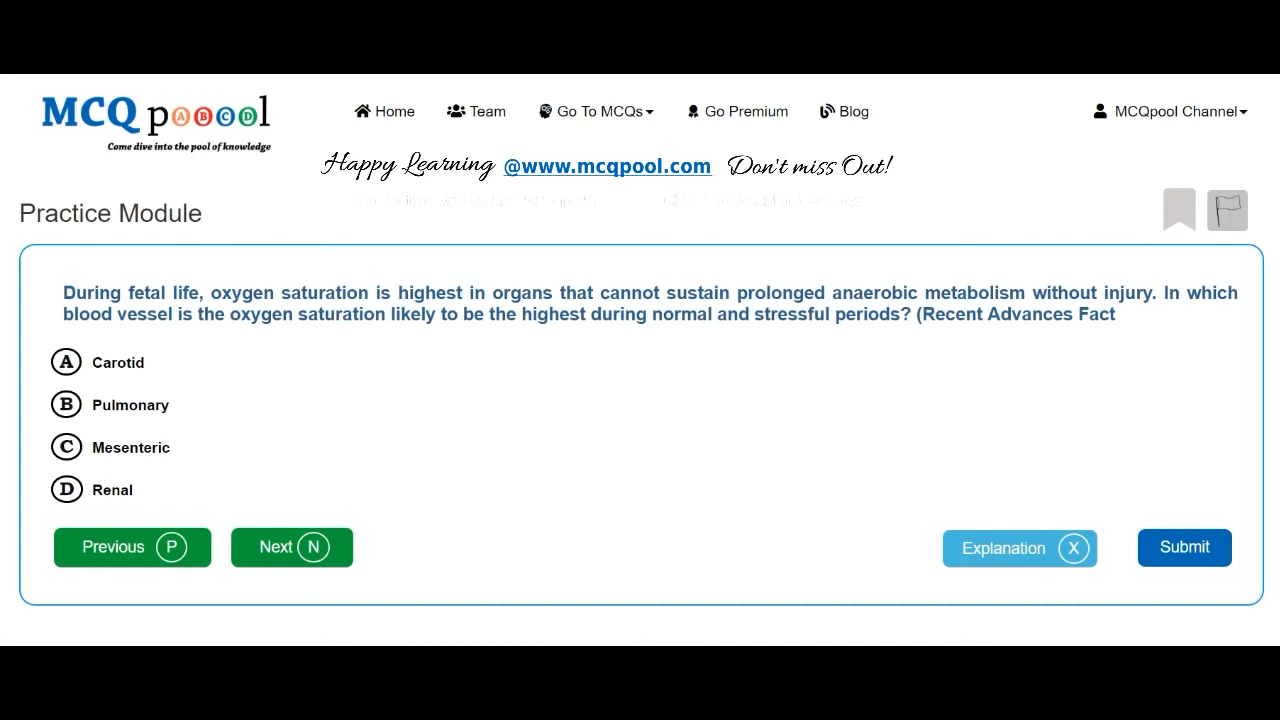 MCQ pooool
Come dive into the pool of knowledge
Home Team Go To MCQs Go Premium Blog MCQpool Channel
Happy Learning @www.mcqpool.com Don't miss Out!
Practice Module
During fetal life, oxygen saturation is highest in organs that cannot sustain prolonged anaerobic metabolism without injury. In which
blood vessel is the oxygen saturation likely to be the highest during normal and stressful periods? (Recent Advances Fact
A Carotid
B Pulmonary
C Mesenteric
D Renal
Previous P Next N Explanation X Submit